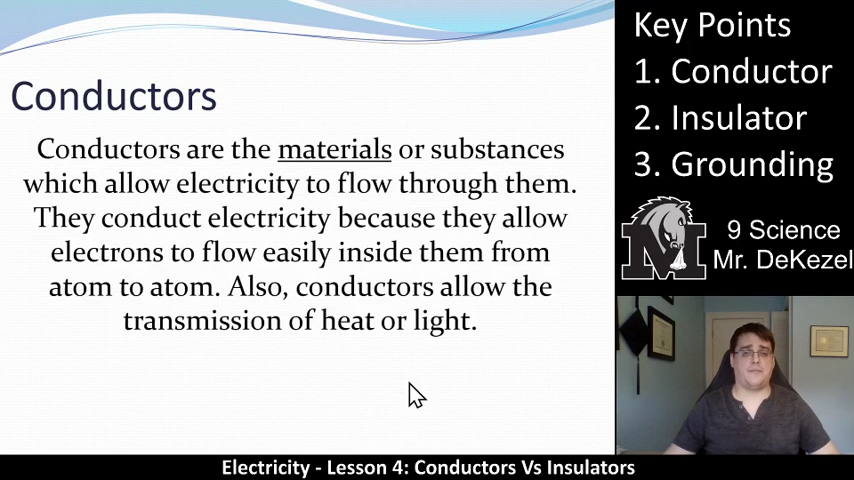 Conductors
Conductors are the materials or substances
which allow electricity to flow through them.
They conduct electricity because they allow
electrons to flow easily inside them from
atom to atom. Also, conductors allow the
transmission of heat or light.
Key Points
1. Conductor
2. Insulator
3. Grounding
M
9 Science
Mr. DeKezel
Electricity - Lesson 4: Conductors Vs Insulators